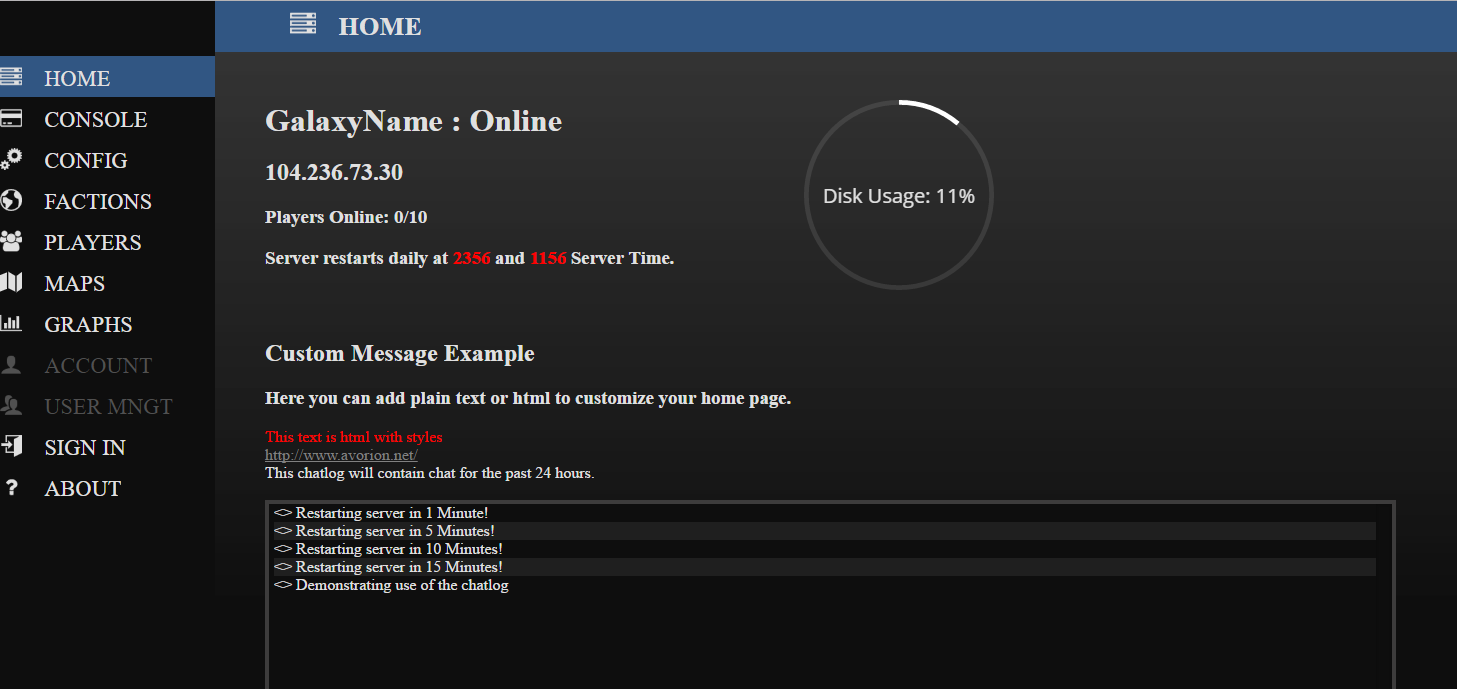 HOME
HOME
CONSOLE
CONFIG
FACTIONS
PLAYERS
MAPS
GRAPHS
ACCOUNT
USER MNGT
SIGN IN
ABOUT
GalaxyName : Online
104.236.73.30
Players Online: 0/10
Server restarts daily at 2356 and 1156 Server Time.
Disk Usage: 11%
Custom Message Example
Here you can add plain text or html to customize your home page.
This text is html with styles
http://www.avorion.net/
This chatlog will contain chat for the past 24 hours.
<> Restarting server in 1 Minute!
<> Restarting server in 5 Minutes!
<> Restarting server in 10 Minutes!
<> Restarting server in 15 Minutes!
<> Demonstrating use of the chatlog